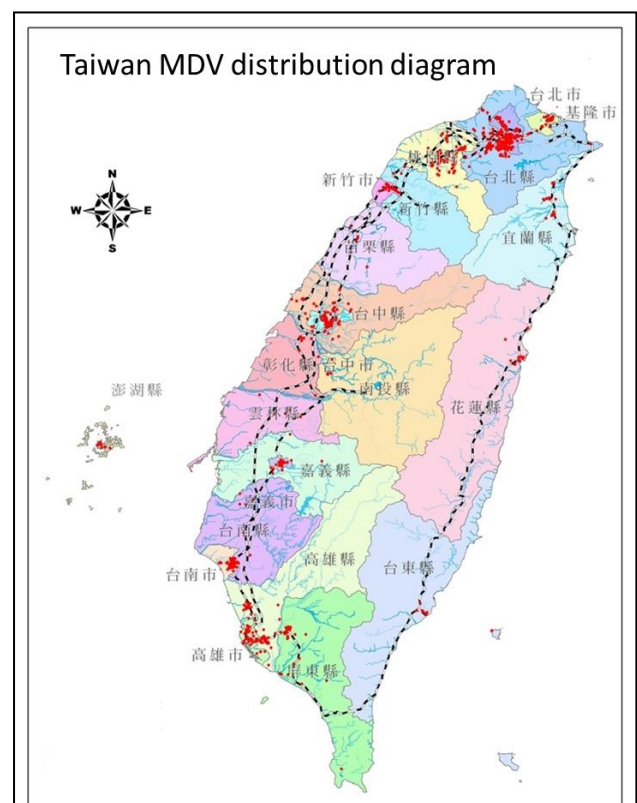 Taiwan MDV distribution diagram
台北市
基隆市
桃園縣
台北縣
N
W
E
S
新竹市
新竹縣
宜蘭縣
苗栗縣
台中縣
彰化縣
台中市
澎湖縣
南投縣
雲林縣
花蓮縣
嘉義縣
嘉義市
台南縣
高雄縣
台東縣
台南市
高雄市
屏東縣